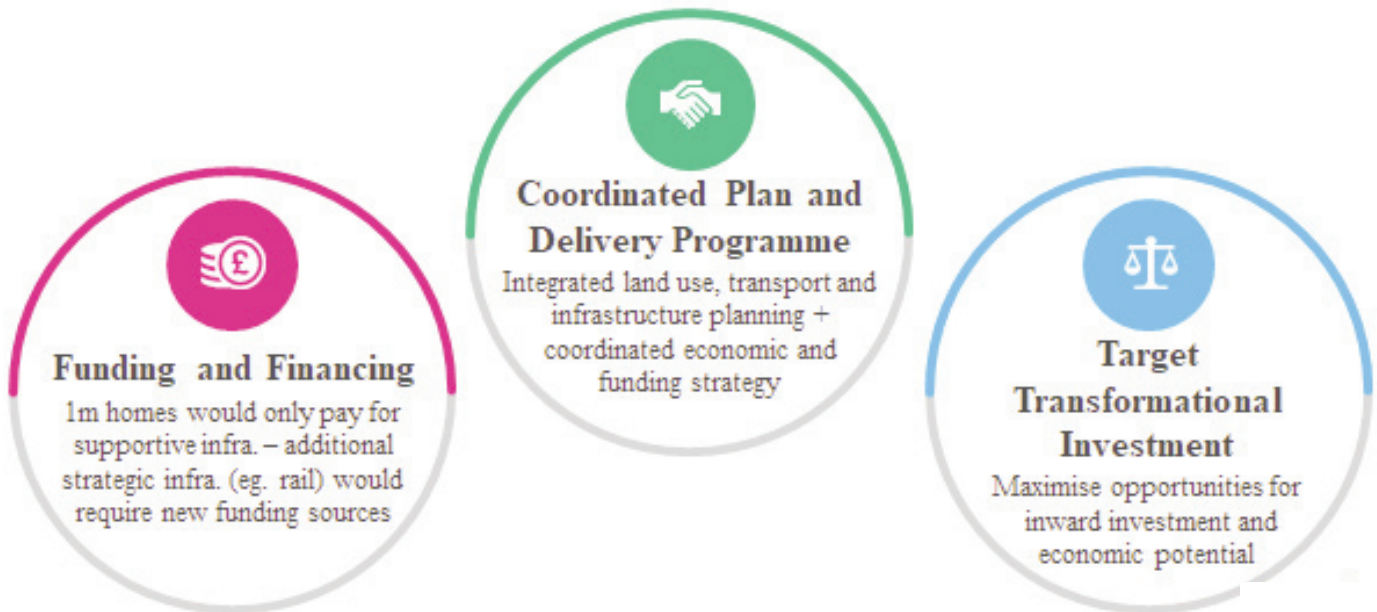 £
Funding and Financing
1m homes would only pay for
supportive infra. – additional
strategic infra. (eg. rail) would
require new funding sources
Coordinated Plan and
Delivery Programme
Integrated land use, transport and
infrastructure planning +
coordinated economic and
funding strategy
Target
Transformational
Investment
Maximise opportunities for
inward investment and
economic potential